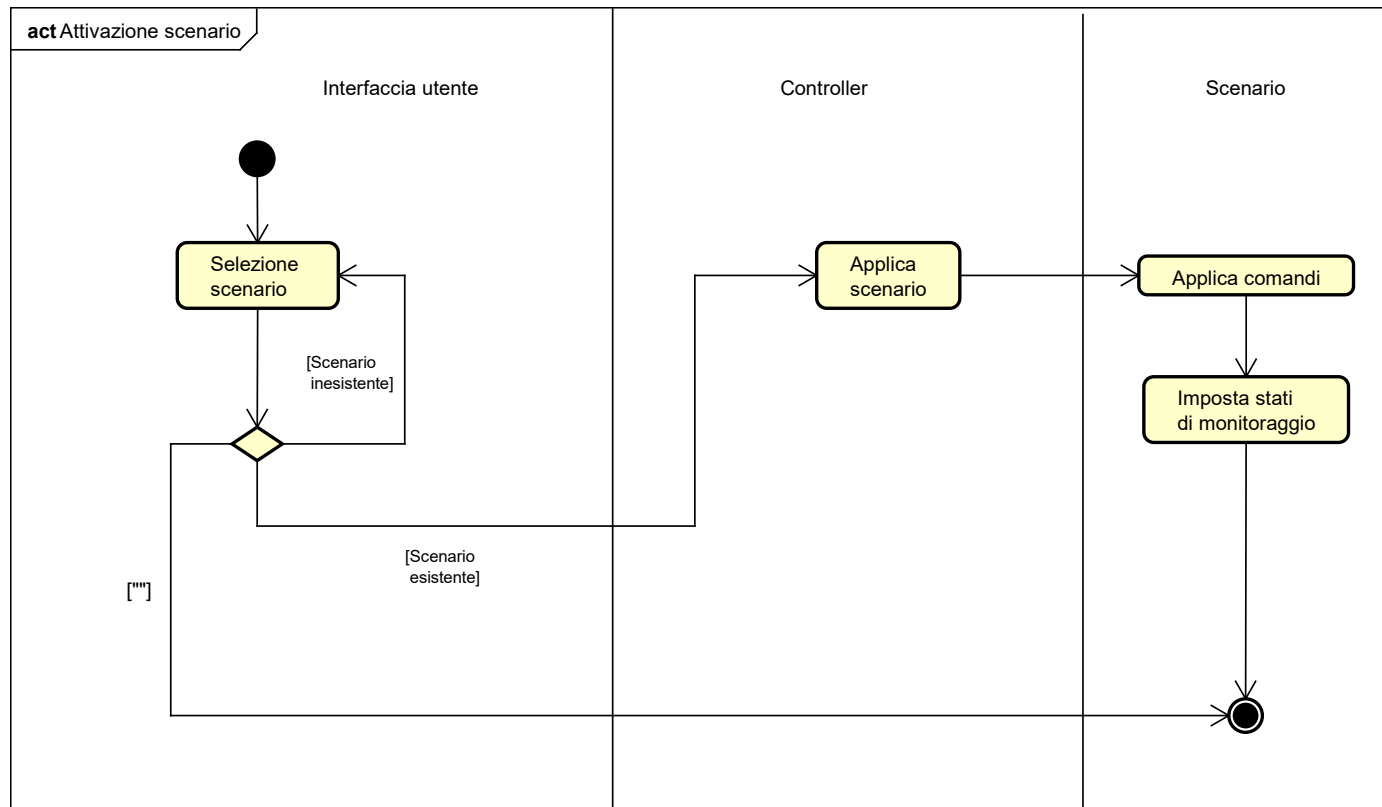 act Attivazione scenario
Interfaccia utente
Controller
Scenario
Selezione
scenario
Applica
scenario
Applica comandi
[Scenario
inesistente]
Imposta stati
di monitoraggio
[Scenario
esistente]
[""]